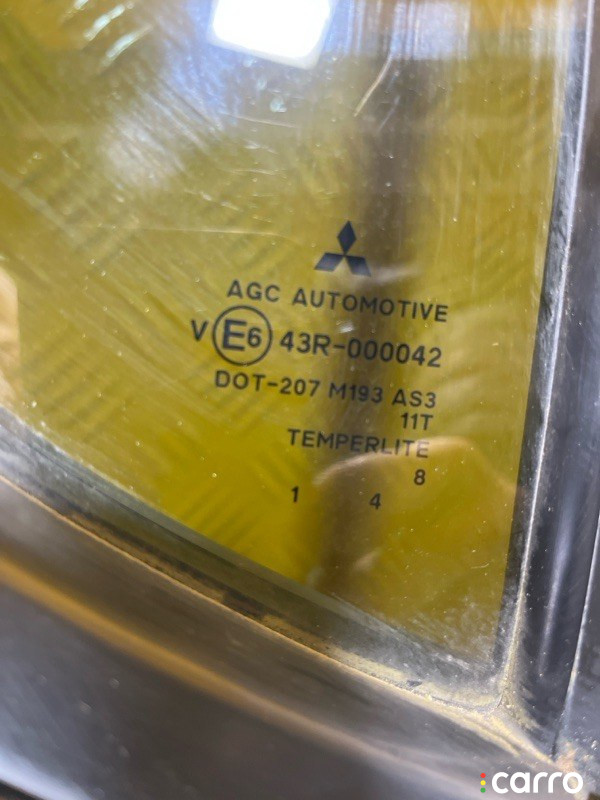 AGC AUTOMOTIVE
V E6 43R-000042
DOT-207 M193 AS3
11T
TEMPERLITE
8
1 4
carro